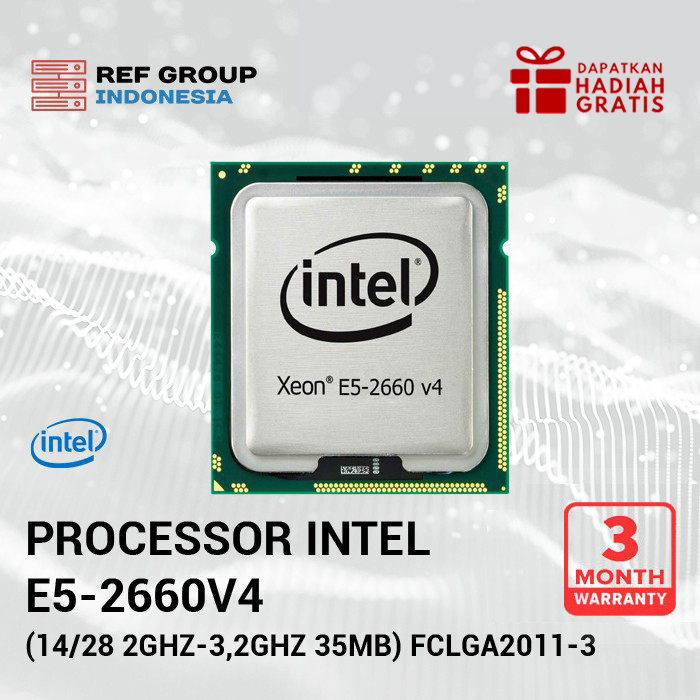 REF GROUP
INDONESIA
DAPATKAN
HADIAH
GRATIS
intel
Xeon® E5-2660 v4
intel
PROCESSOR INTEL
E5-2660V4
(14/28 2GHZ-3,2GHZ 35MB) FCLGA2011-3
3
MONTH
WARRANTY